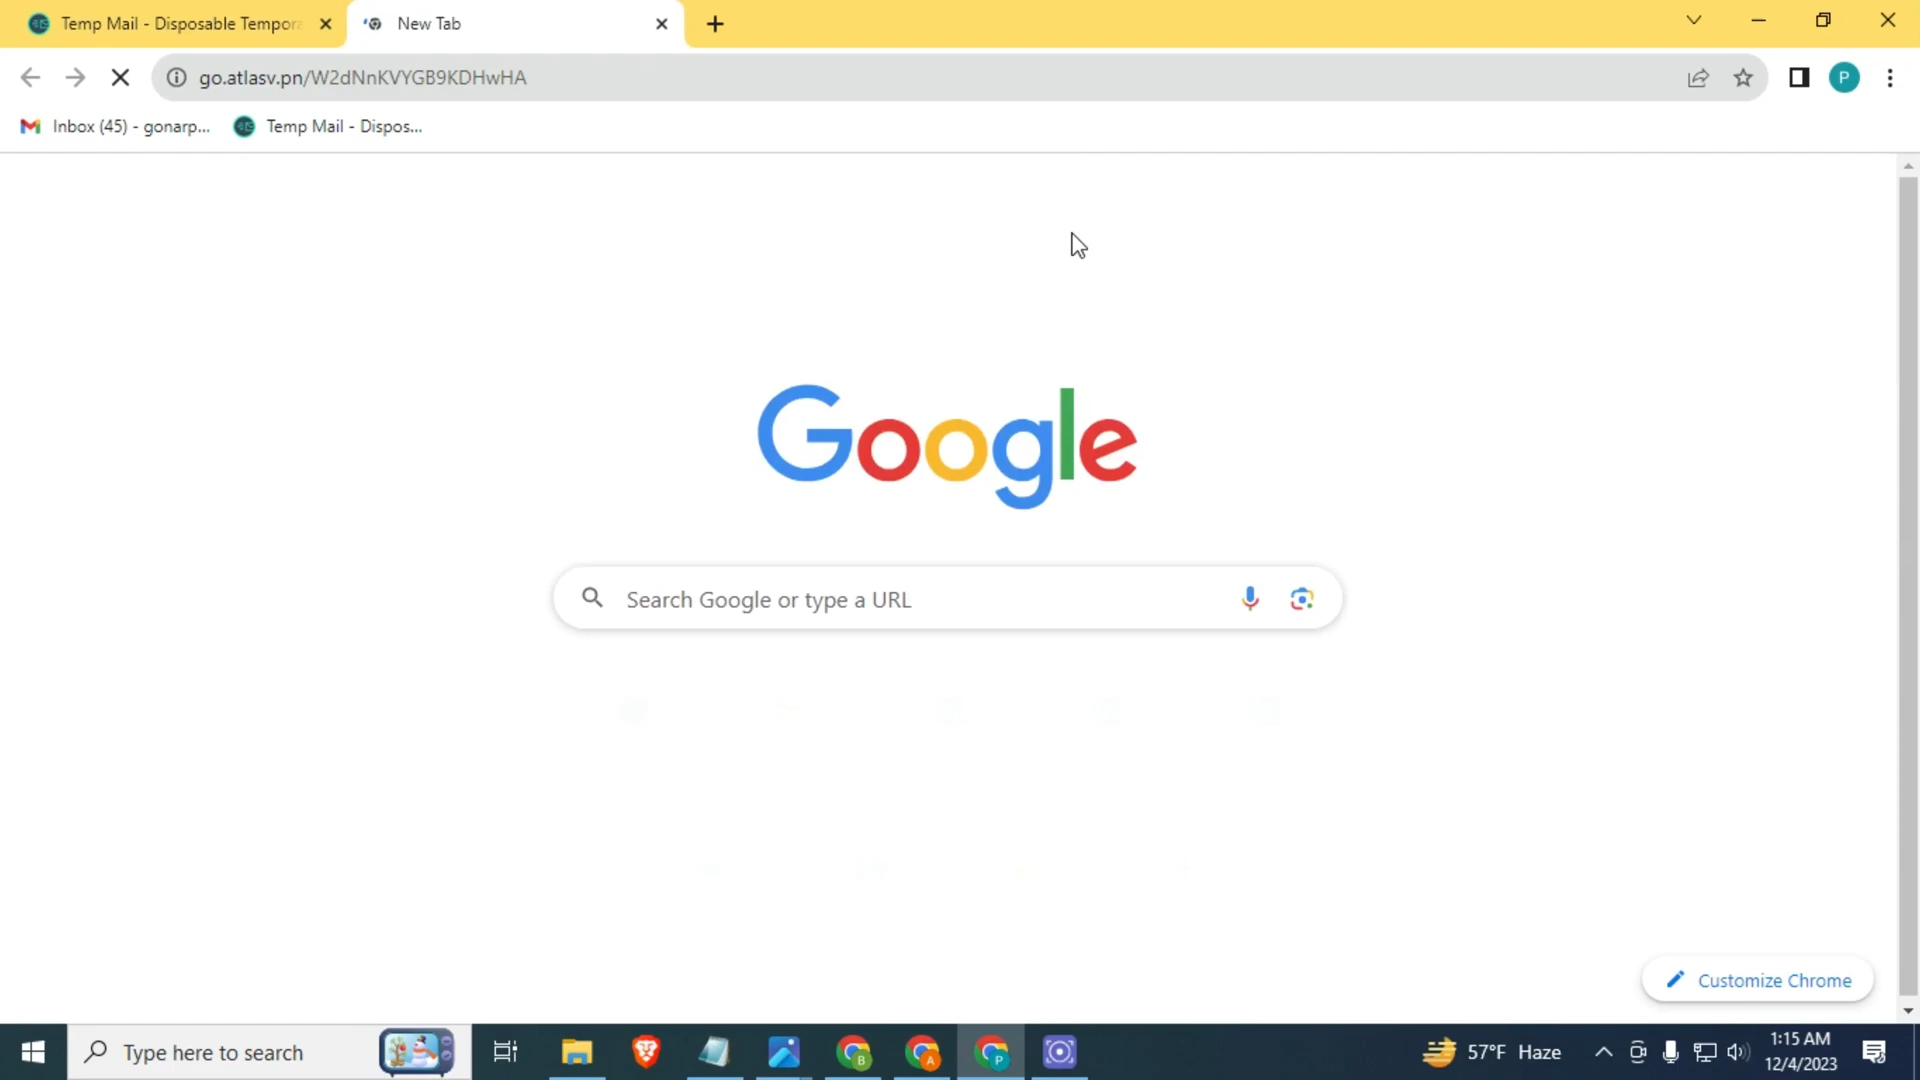 Temp Mail - Disposable Tempora
New Tab
go.atlasv.pn/W2dNnKVYGB9KDHwHA
P
Inbox (45) - gonarp...
Temp Mail - Dispos...
Google
Search Google or type a URL
Customize Chrome
Type here to search
B
A
P
57°F Haze
1:15 AM
12/4/2023